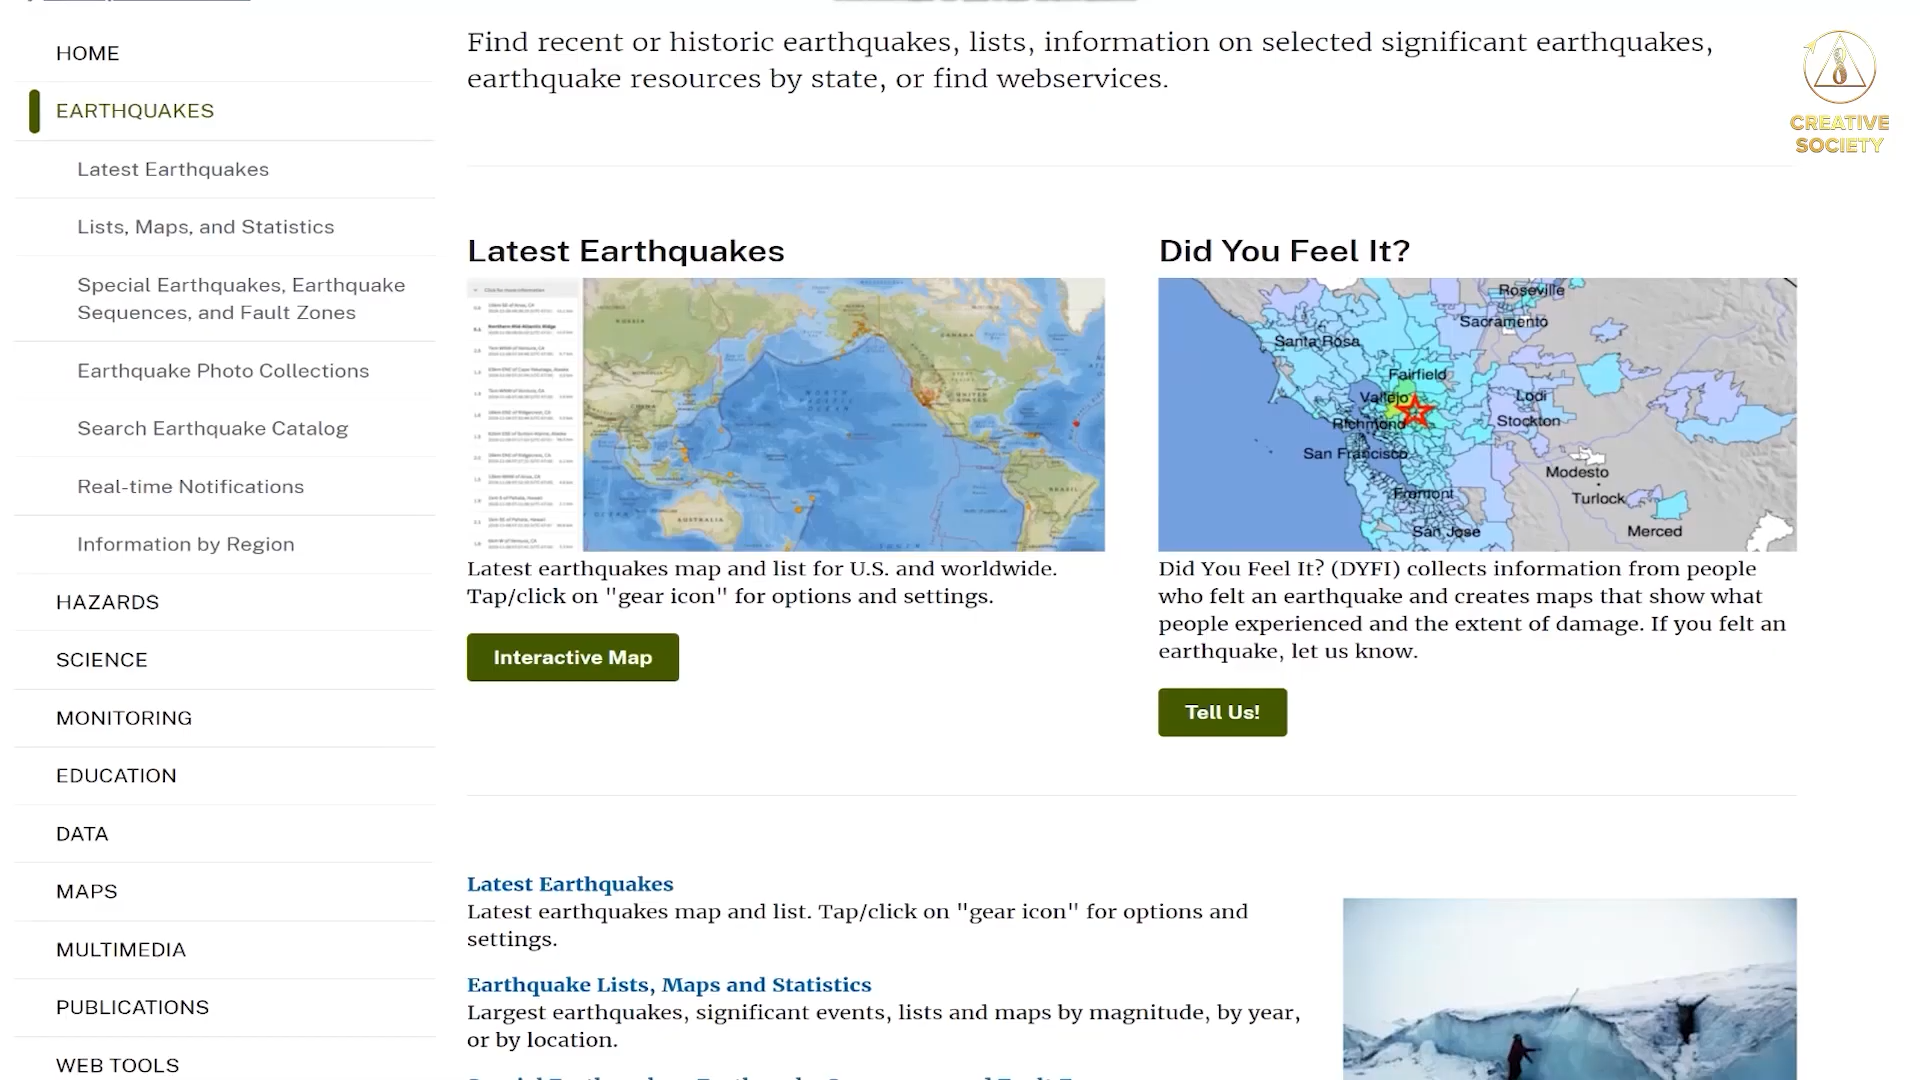 HOME
EARTHQUAKES
Latest Earthquakes
Lists, Maps, and Statistics
Special Earthquakes, Earthquake
Sequences, and Fault Zones
Earthquake Photo Collections
Search Earthquake Catalog
Real-time Notifications
Information by Region
HAZARDS
SCIENCE
MONITORING
EDUCATION
DATA
MAPS
MULTIMEDIA
PUBLICATIONS
WEB TOOLS
Find recent or historic earthquakes, lists, information on selected significant earthquakes,
earthquake resources by state, or find webservices.
CREATIVE
SOCIETY
Latest Earthquakes
Click for more information
CHINA
AUSTRALIA
CANADA
BRAZIL
Latest earthquakes map and list for U.S. and worldwide.
Tap/click on "gear icon" for options and settings.
Interactive Map
Did You Feel It?
Roseville
Sacramento
Santa Rosa
Fairfield
Vallejo
Lodi
Richmond
Stockton
San Francisco
Modesto
Fremont
Turlock
San Jose
Merced
Did You Feel It? (DYFI) collects information from people
who felt an earthquake and creates maps that show what
people experienced and the extent of damage. If you felt an
earthquake, let us know.
Tell Us!
Latest Earthquakes
Latest earthquakes map and list. Tap/click on "gear icon" for options and
settings.
Earthquake Lists, Maps and Statistics
Largest earthquakes, significant events, lists and maps by magnitude, by year,
or by location.